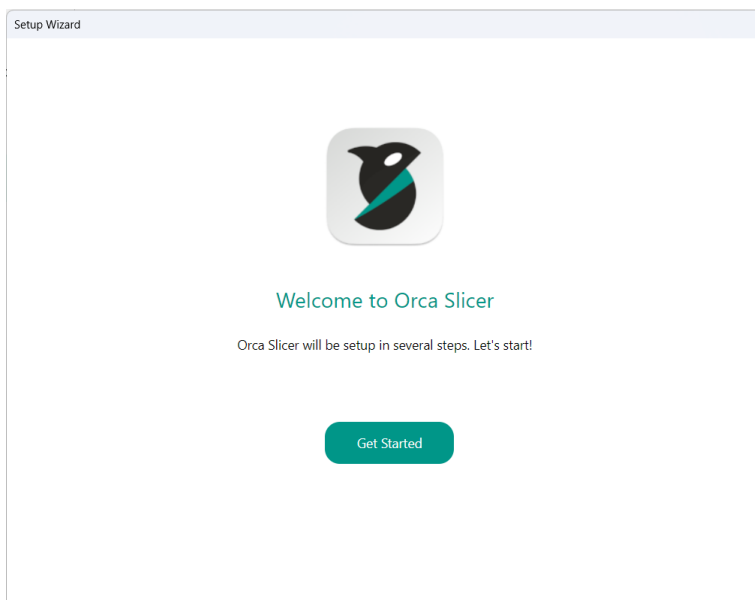 Setup Wizard
Welcome to Orca Slicer
Orca Slicer will be setup in several steps. Let's start!
Get Started